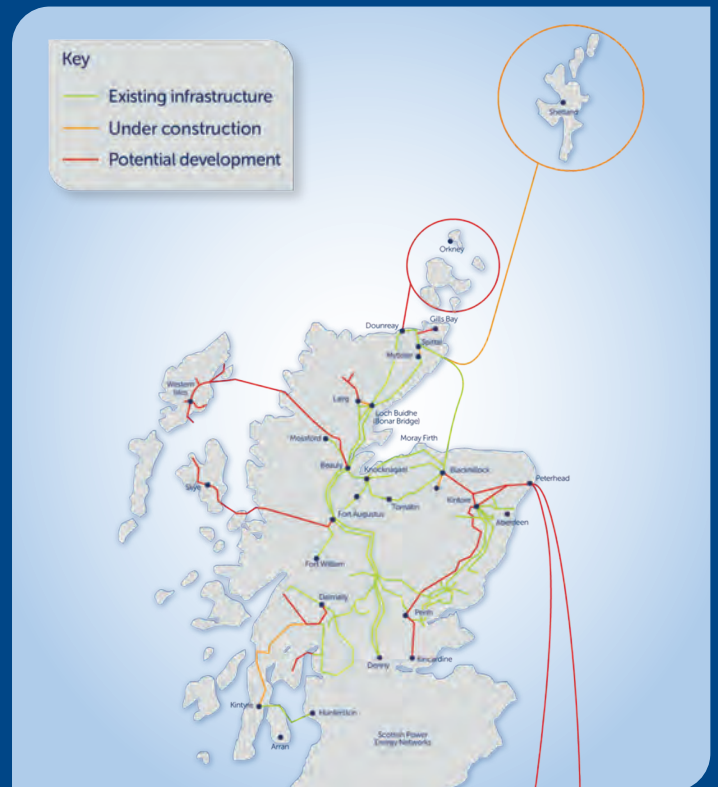 Key
Existing infrastructure
Under construction
Potential development
Shetland
Orkney
Gills Bay
Dounreay
Spittal
Mybster
Western
Isles
Lairg
Loch Buidhe
(Bonar Bridge)
Mossford
Moray Firth
Beauly
Knocknagael
Blackhillock
Peterhead
Skye
Kintore
Tomatin
Fort Augustus
Aberdeen
Fort William
Dalmally
Perth
Denny
Kincardine
Kintyre
Hunterston
Scottish Power
Energy Networks
Arran